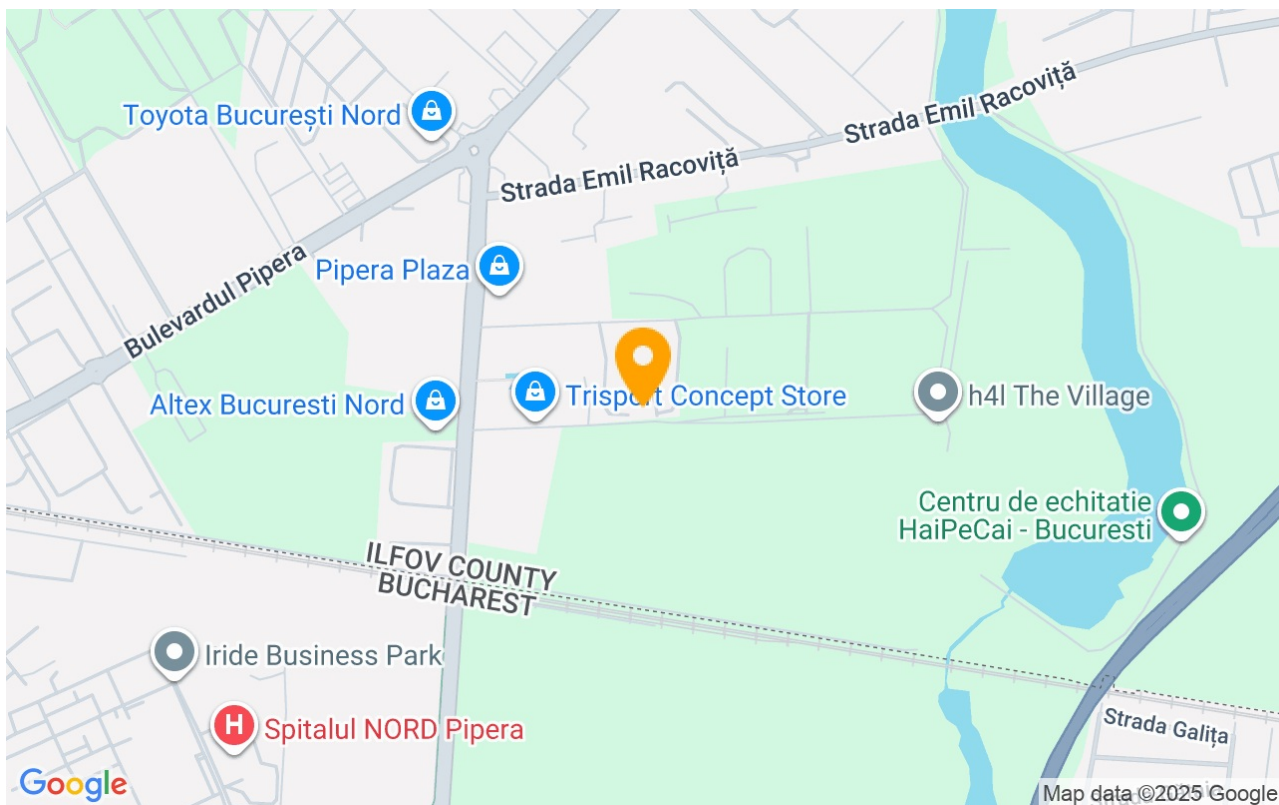 Toyota București Nord
Strada Emil Racoviță
Strada Emil Racoviță
Bulevardul Pipera
Pipera Plaza
Altex Bucuresti Nord
Trisport Concept Store
h4l The Village
Centru de echitatie
HaiPeCai - Bucuresti
ILFOV COUNTY
BUCHAREST
Iride Business Park
H
Spitalul NORD Pipera
Strada Galița
Google
Map data ©2025 Google